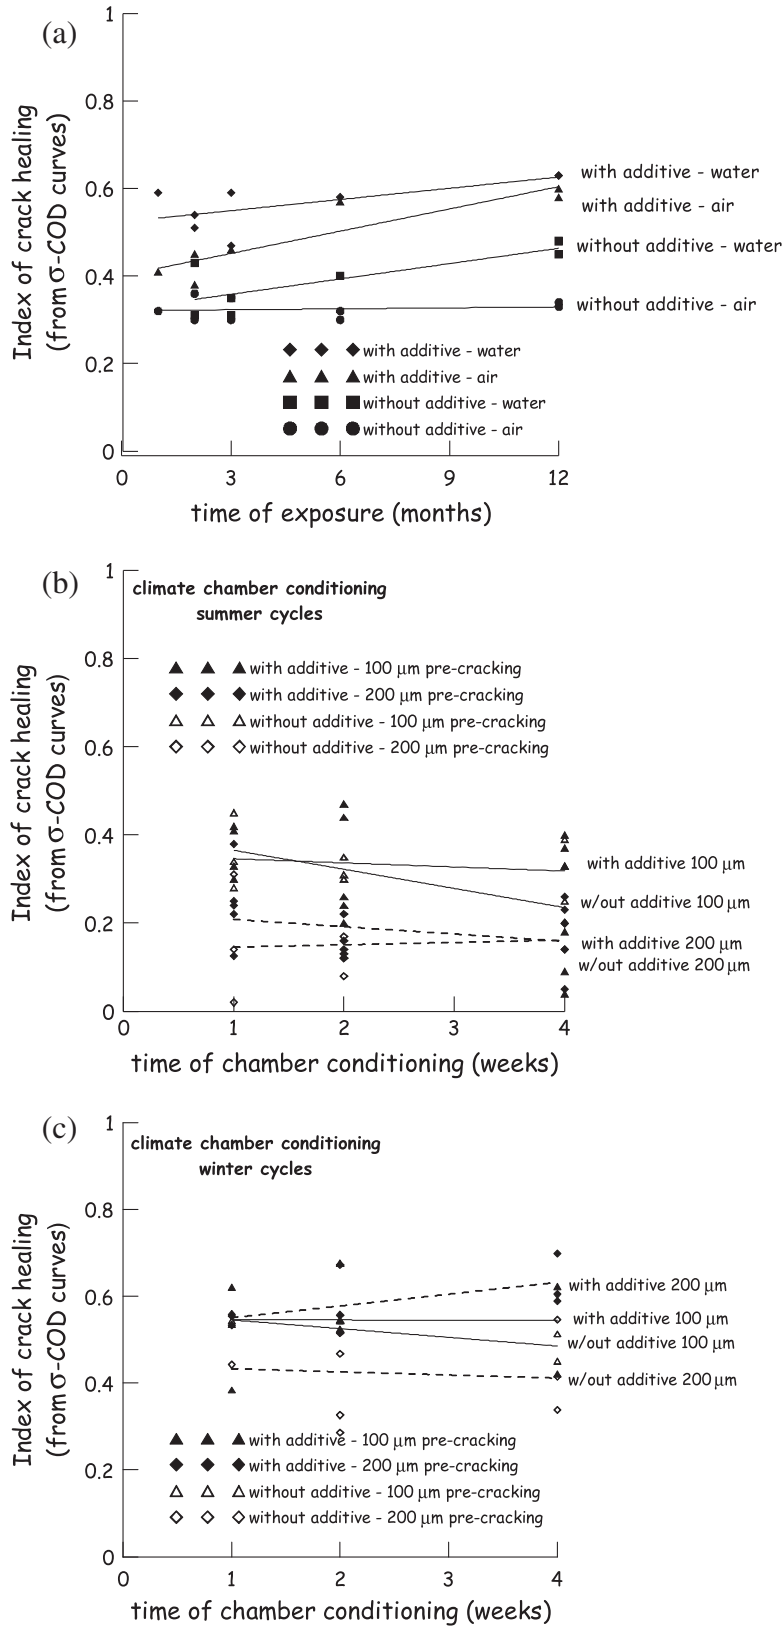 (a)
1
0.8
0.6
0.4
0.2
0
Index of crack healing
(from σ-COD curves)
with additive - water
with additive - air
without additive - water
without additive - air
with additive - water
with additive - air
without additive - water
without additive - air
0 3 6 9 12
time of exposure (months)
(b)
1
0.8
0.6
0.4
0.2
0
Index of crack healing
(from σ-COD curves)
climate chamber conditioning
summer cycles
with additive - 100 μm pre-cracking
with additive - 200 μm pre-cracking
without additive - 100 μm pre-cracking
without additive - 200 μm pre-cracking
with additive 100 μm
w/out additive 100 μm
with additive 200 μm
w/out additive 200 μm
0 1 2 3 4
time of chamber conditioning (weeks)
(c)
1
0.8
0.6
0.4
0.2
0
Index of crack healing
(from σ-COD curves)
climate chamber conditioning
winter cycles
with additive 200 μm
with additive 100 μm
w/out additive 100 μm
w/out additive 200 μm
with additive - 100 μm pre-cracking
with additive - 200 μm pre-cracking
without additive - 100 μm pre-cracking
without additive - 200 μm pre-cracking
0 1 2 3 4
time of chamber conditioning (weeks)